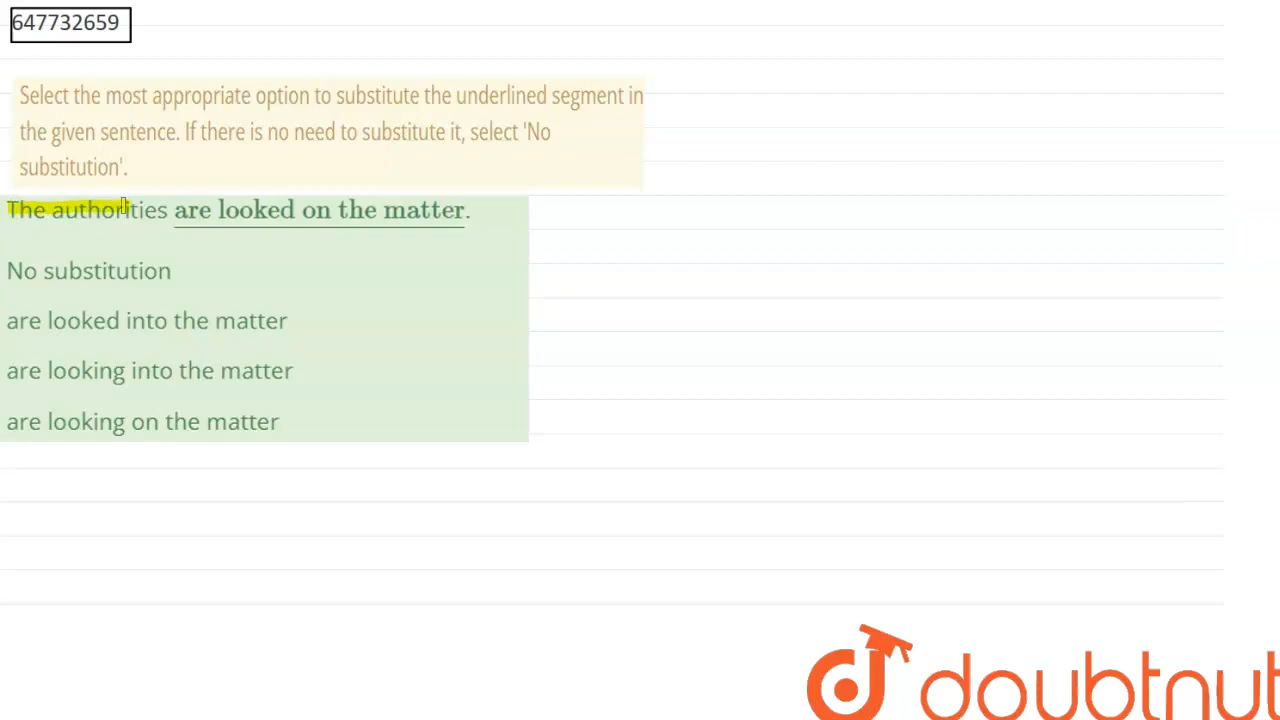 647732659
Select the most appropriate option to substitute the underlined segment in
the given sentence. If there is no need to substitute it, select 'No
substitution'.
The authorities are looked on the matter.
No substitution
are looked into the matter
are looking into the matter
are looking on the matter
doubtnut